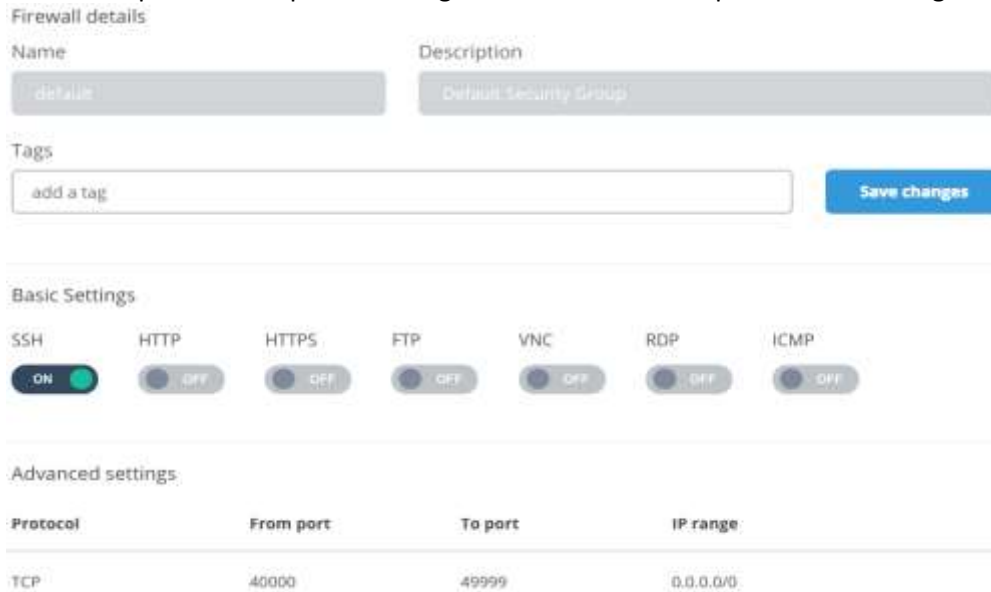 Firewall details
Name Description
default Default Security Group
Tags
add a tag Save changes
Basic Settings
SSH HTTP HTTPS FTP VNC RDP ICMP
ON OFF OFF OFF OFF OFF OFF
Advanced settings
Protocol From port To port IP range
TCP 40000 49999 0.0.0.0/0